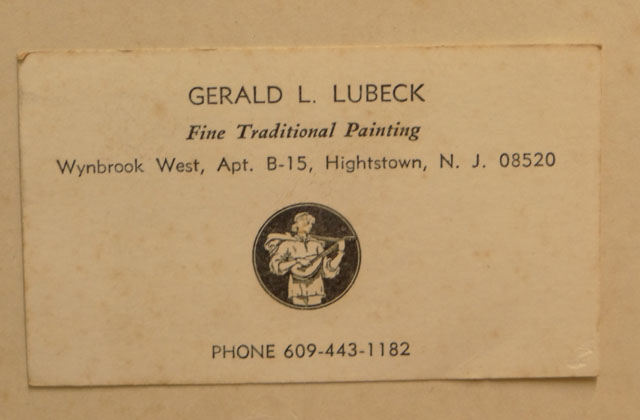 GERALD L. LUBECK
Fine Traditional Painting
Wynbrook West, Apt. B-15, Hightstown, N. J. 08520
PHONE 609-443-1182